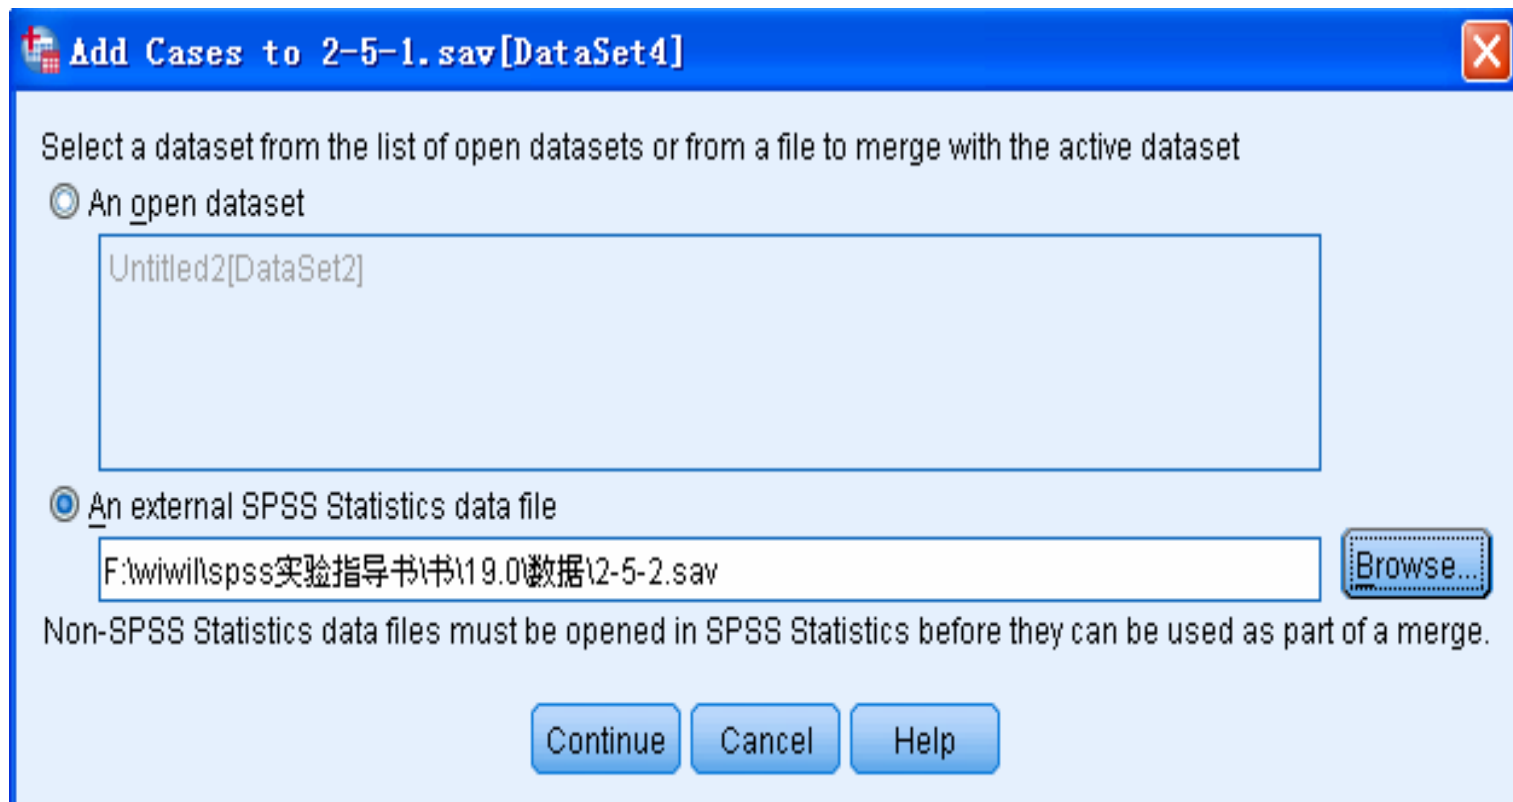 Add Cases to 2-5-1.sav[DataSet4]
Select a dataset from the list of open datasets or from a file to merge with the active dataset
An open dataset
Untitled2[DataSet2]
An external SPSS Statistics data file
F:\wiwil\spss实验指导书\书\19.0\数据\2-5-2.sav
Browse...
Non-SPSS Statistics data files must be opened in SPSS Statistics before they can be used as part of a merge.
Continue Cancel Help